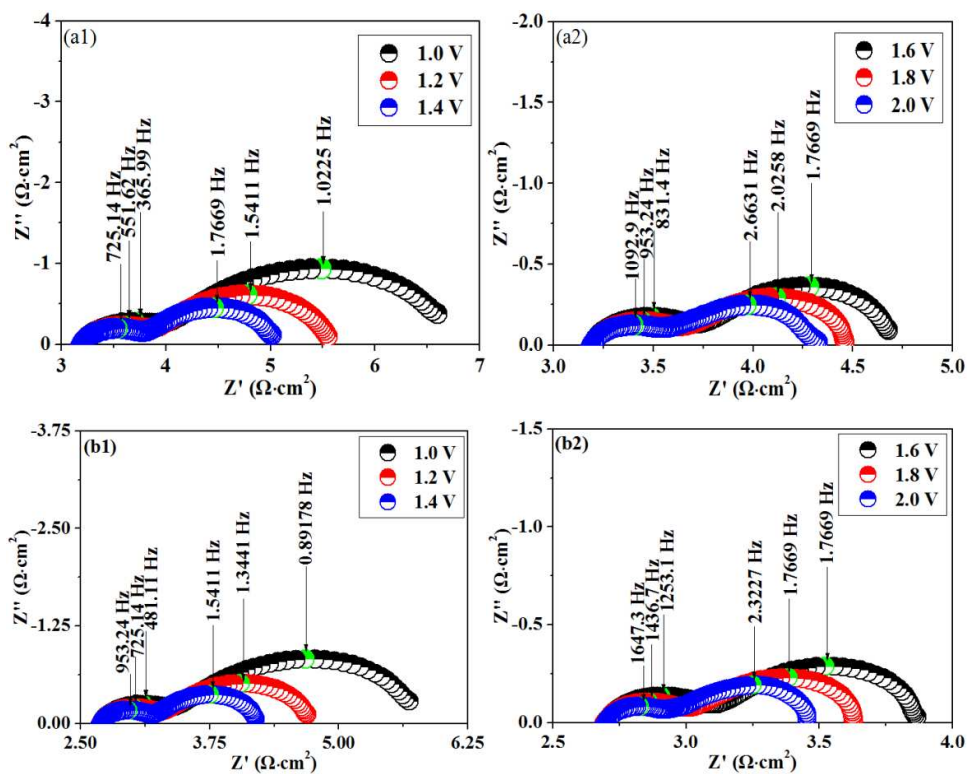 (a1)
1.0 V
1.2 V
1.4 V
-4
-3
-2
-1
0
Z'' (Ω·cm²)
725.14 Hz
551.62 Hz
365.99 Hz
1.7669 Hz
1.5411 Hz
1.0225 Hz
3 4 5 6 7
Z' (Ω·cm²)
(a2)
1.6 V
1.8 V
2.0 V
-2.0
-1.5
-1.0
-0.5
0.0
Z'' (Ω·cm²)
1092.9 Hz
953.24 Hz
831.4 Hz
2.6631 Hz
2.0258 Hz
1.7669 Hz
3.0 3.5 4.0 4.5 5.0
Z' (Ω·cm²)
(b1)
1.0 V
1.2 V
1.4 V
-3.75
-2.50
-1.25
0.00
Z'' (Ω·cm²)
953.24 Hz
725.14 Hz
481.11 Hz
1.5411 Hz
1.3441 Hz
0.89178 Hz
2.50 3.75 5.00 6.25
Z' (Ω·cm²)
(b2)
1.6 V
1.8 V
2.0 V
-1.5
-1.0
-0.5
0.0
Z'' (Ω·cm²)
1647.3 Hz
1436.7 Hz
1253.1 Hz
2.3227 Hz
1.7669 Hz
1.7669 Hz
2.5 3.0 3.5 4.0
Z' (Ω·cm²)